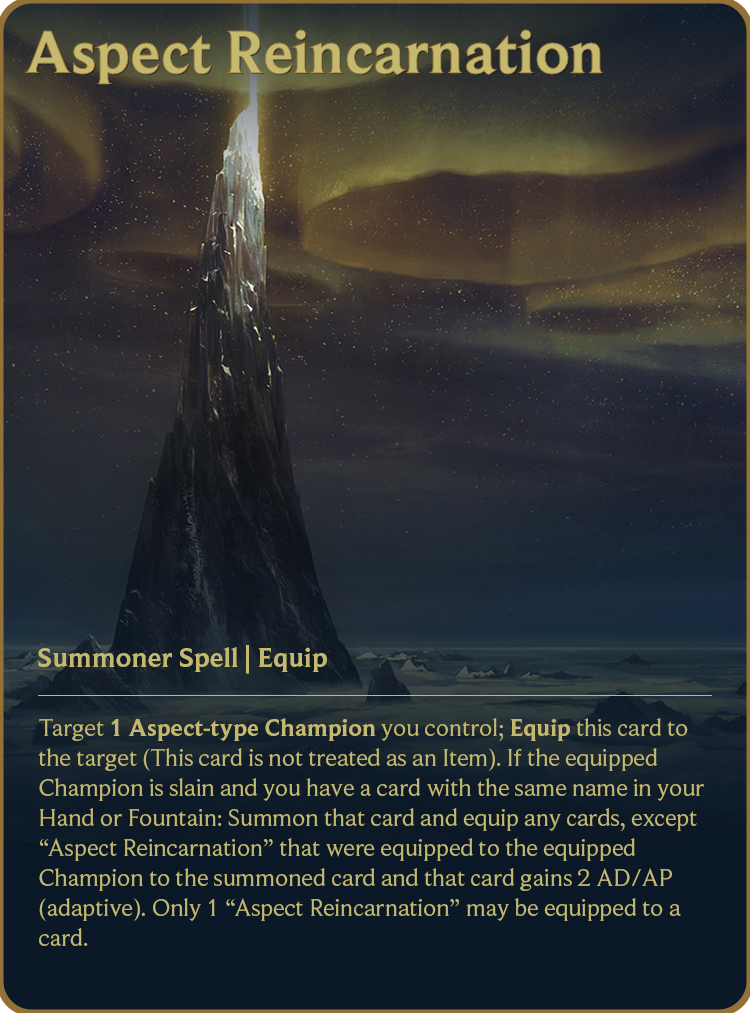 Aspect Reincarnation
Summoner Spell | Equip
Target 1 Aspect-type Champion you control; Equip this card to
the target (This card is not treated as an Item). If the equipped
Champion is slain and you have a card with the same name in your
Hand or Fountain: Summon that card and equip any cards, except
“Aspect Reincarnation” that were equipped to the equipped
Champion to the summoned card and that card gains 2 AD/AP
(adaptive). Only 1 “Aspect Reincarnation” may be equipped to a
card.